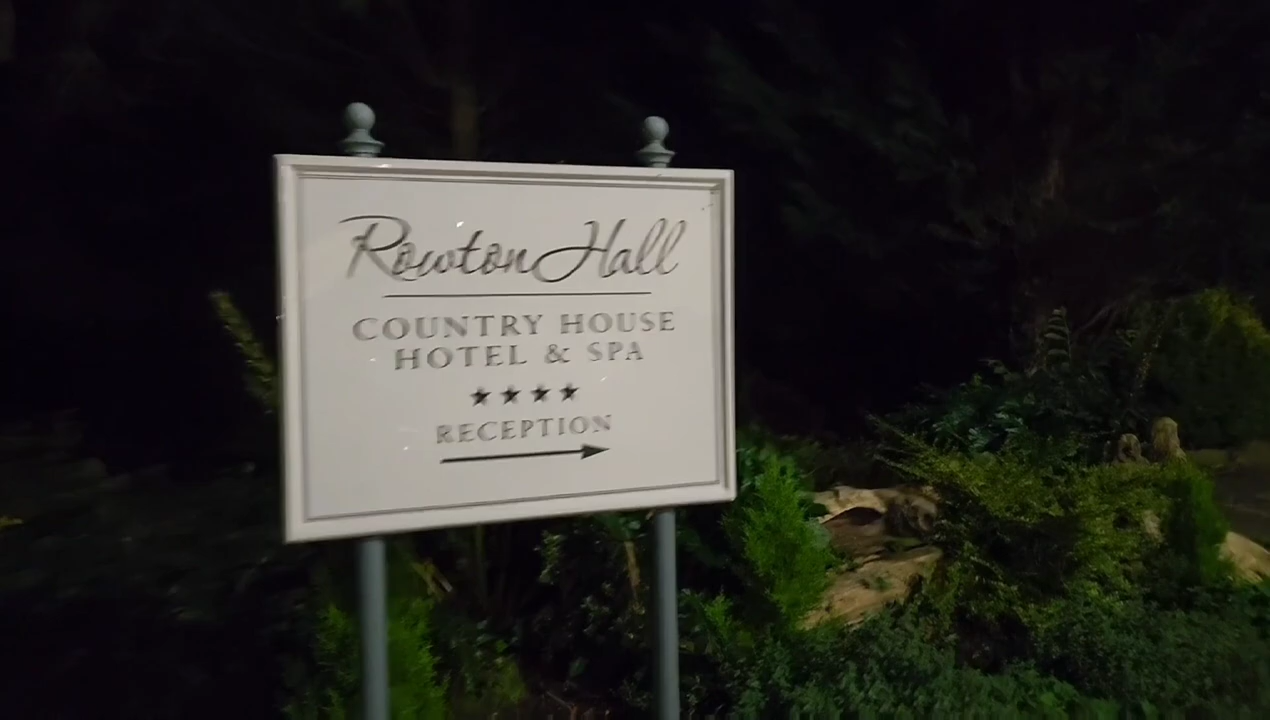 Rowton Hall
COUNTRY HOUSE
HOTEL & SPA
★★★★
RECEPTION